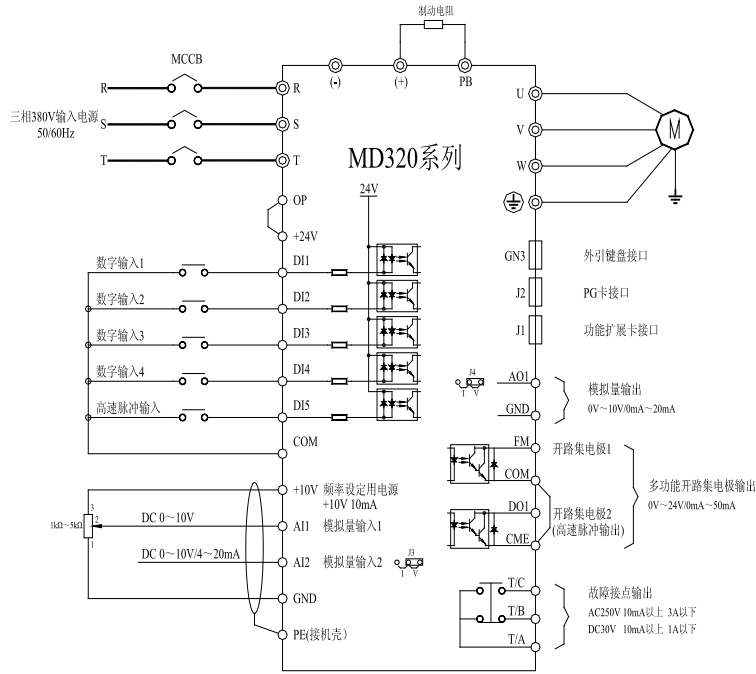 制动电阻
MCCB
(-)
(+)
PB
R
R
U
三相380V输入电源
50/60Hz
S
S
V
T
T
W
M
MD320系列
24V
OP
+24V
数字输入1
DI1
GN3
外引键盘接口
数字输入2
DI2
J2
PG卡接口
数字输入3
DI3
J1
功能扩展卡接口
数字输入4
DI4
J4
I V
AO1
模拟量输出
0V～10V/0mA～20mA
高速脉冲输入
DI5
GND
COM
FM
开路集电极1
COM
多功能开路集电极输出
0V～24V/0mA～50mA
+10V 频率设定用电源
+10V 10mA
DO1
开路集电极2
(高速脉冲输出)
CME
3
1kΩ～5kΩ
2
1
DC 0～10V
AI1 模拟量输入1
DC 0～10V/4～20mA
AI2 模拟量输入2
J3
I V
GND
PE(接机壳)
T/C
故障接点输出
T/B
AC250V 10mA以上 3A以下
DC30V 10mA以上 1A以下
T/A